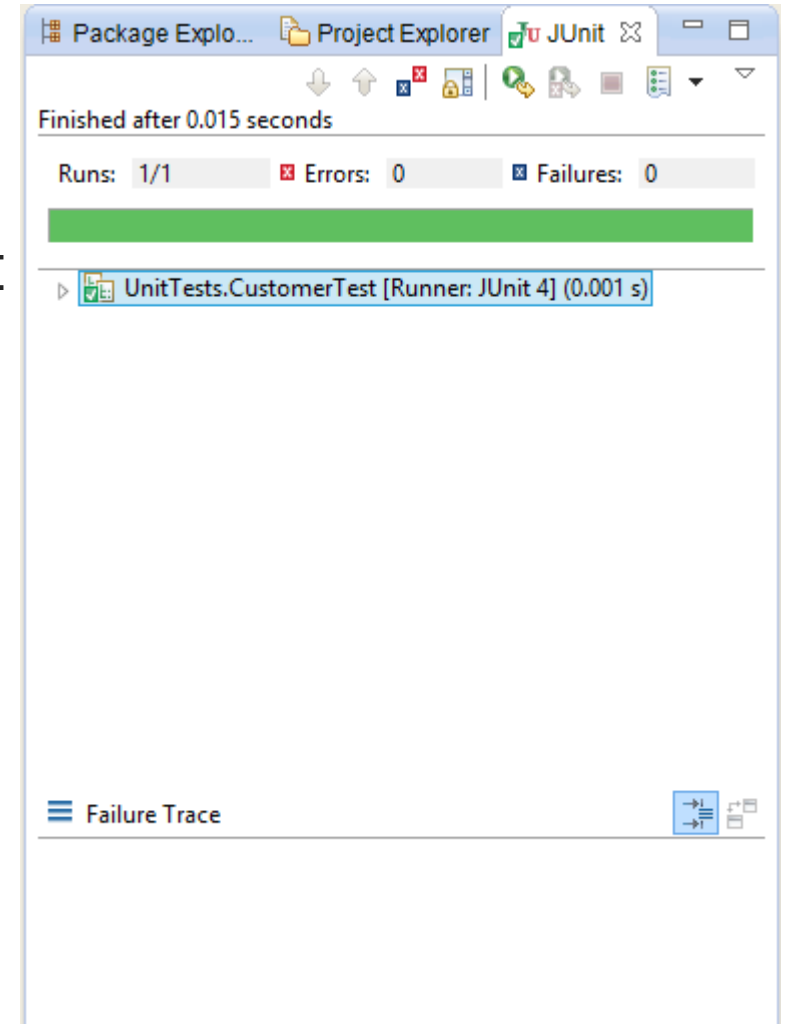 Package Explo... Project Explorer JU JUnit
Finished after 0.015 seconds
Runs: 1/1 Errors: 0 Failures: 0
UnitTests.CustomerTest [Runner: JUnit 4] (0.001 s)
Failure Trace